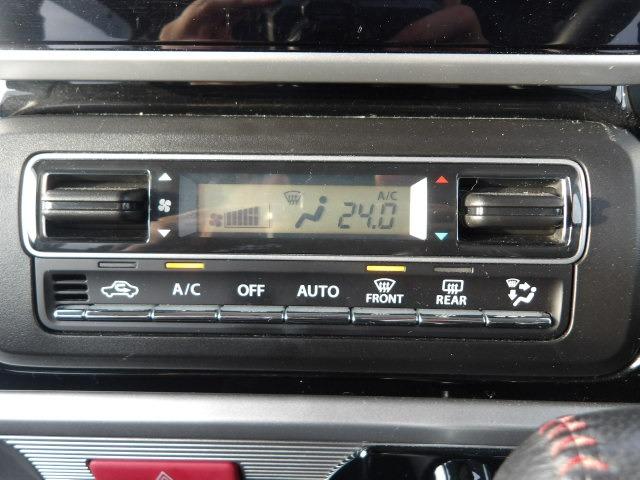 A/C
24.0
A/C
OFF
AUTO
FRONT
REAR